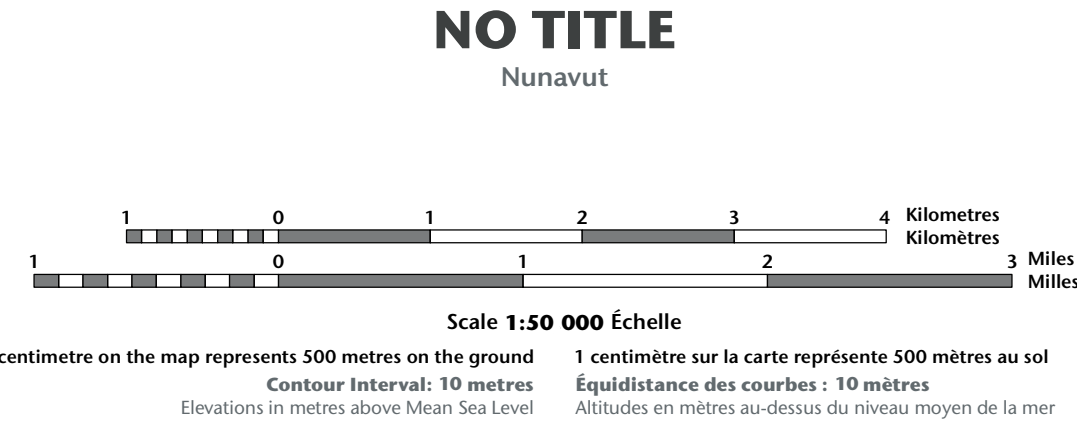 NO TITLE
Nunavut
1 0 1 2 3 4 Kilometres
Kilomètres
1 0 1 2 3 Miles
Milles
Scale 1:50 000 Échelle
centimetre on the map represents 500 metres on the ground
1 centimètre sur la carte représente 500 mètres au sol
Contour Interval: 10 metres
Équidistance des courbes : 10 mètres
Elevations in metres above Mean Sea Level
Altitudes en mètres au-dessus du niveau moyen de la mer